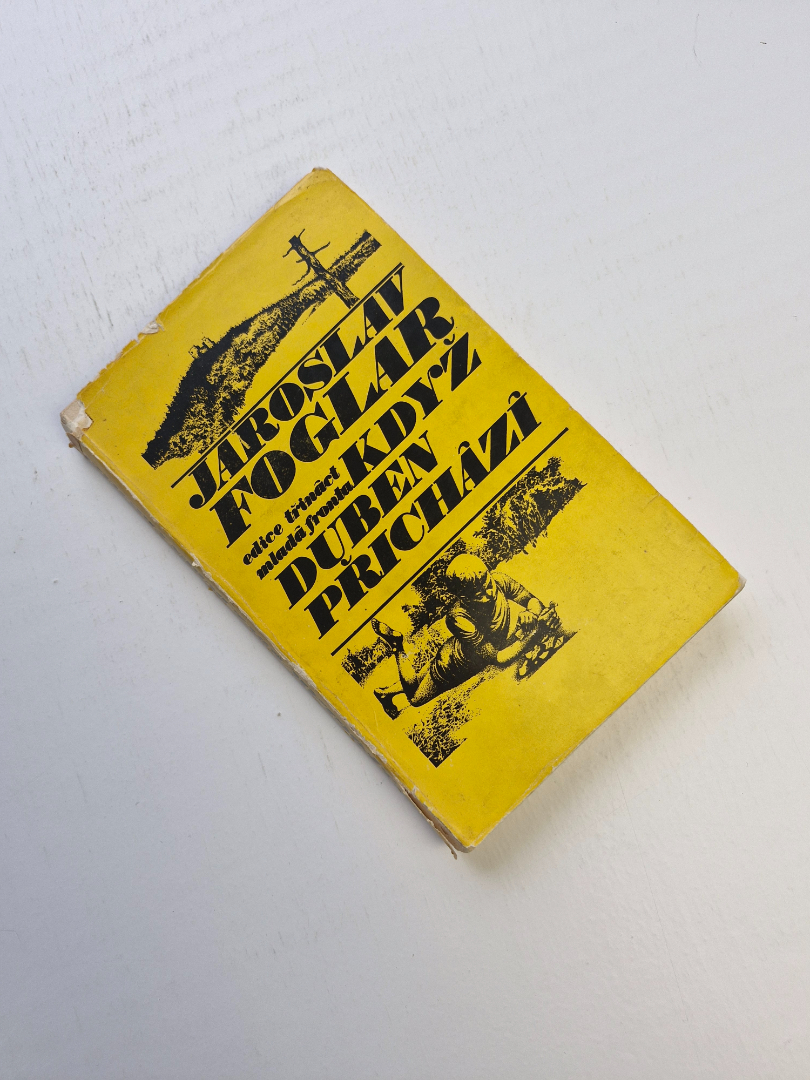 JAROSLAV
FOGLAR
edice třináct
mladá fronta
KDYŽ
DUBEN
PŘICHÁZÍ